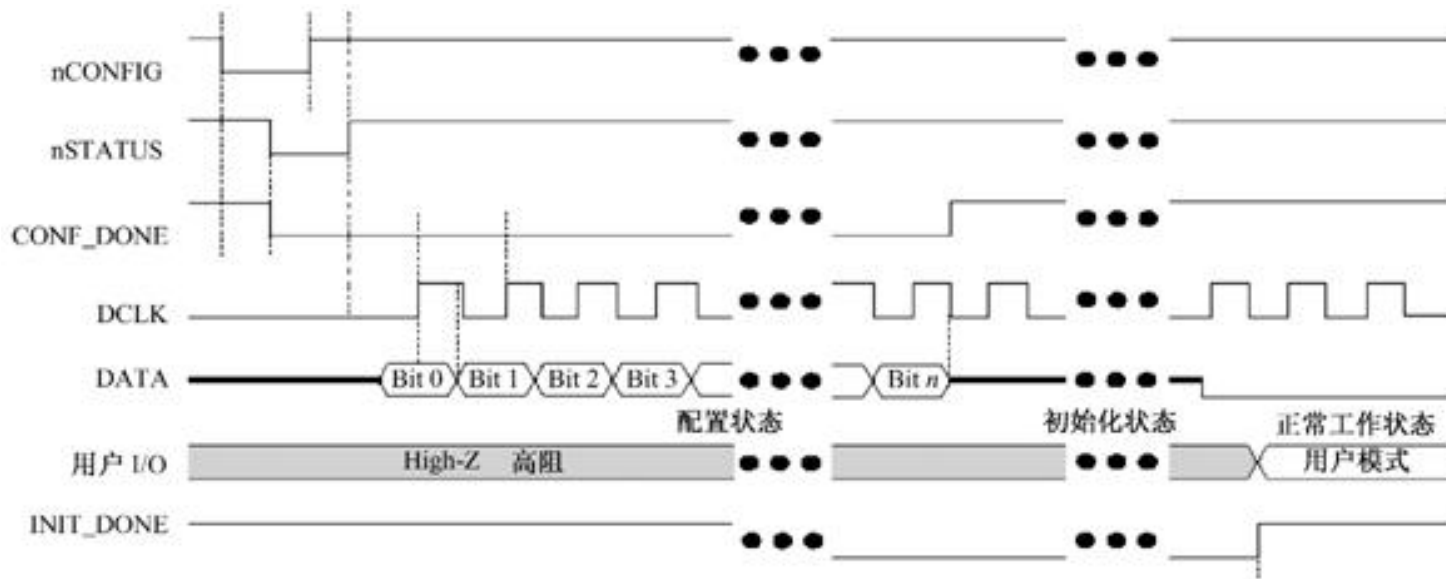 nCONFIG
nSTATUS
CONF_DONE
DCLK
DATA
Bit 0 Bit 1 Bit 2 Bit 3 Bit n
配置状态 初始化状态 正常工作状态
用户 I/O High-Z 高阻 用户模式
INIT_DONE